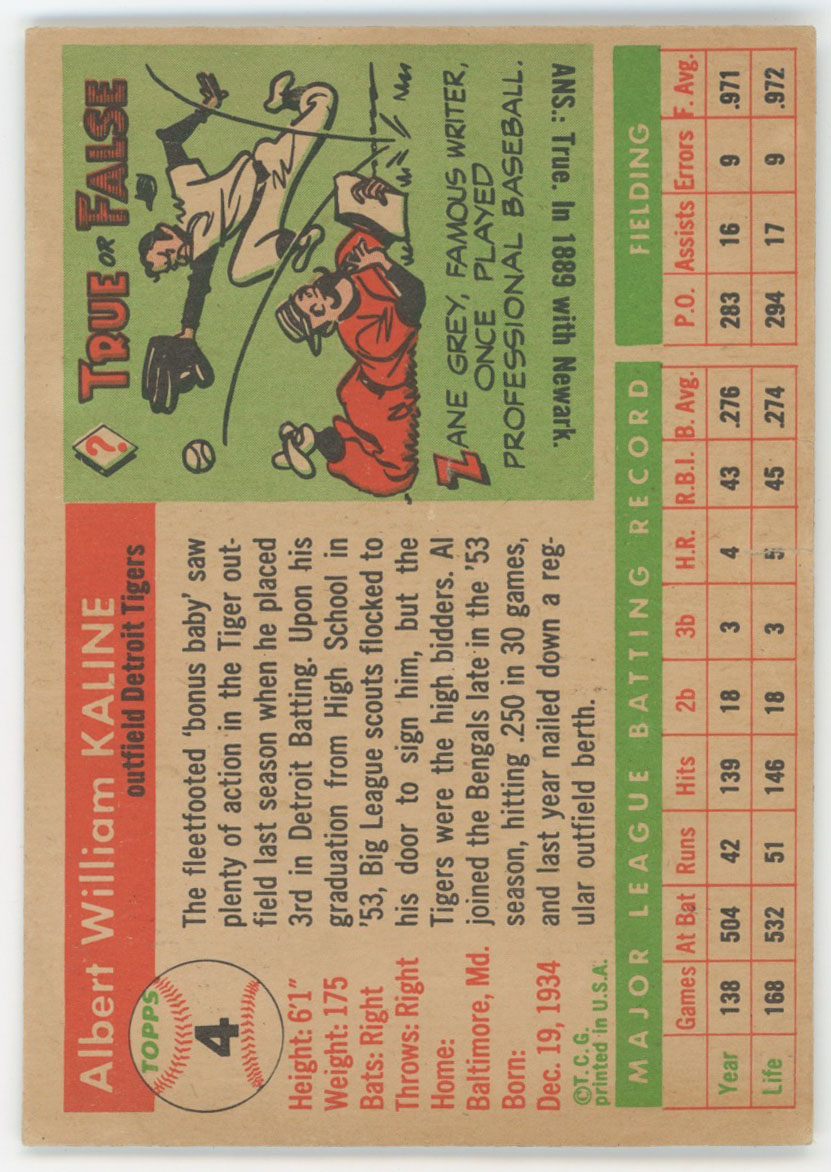 Albert William KALINE
outfield Detroit Tigers
TOPPS
4
Height: 6'1"
Weight: 175
Bats: Right
Throws: Right
Home:
Baltimore, Md.
Born:
Dec. 19, 1934
©T.C.G.
printed in U.S.A.
The fleetfooted 'bonus baby' saw
plenty of action in the Tiger out-
field last season when he placed
3rd in Detroit Batting. Upon his
graduation from High School in
'53, Big League scouts flocked to
his door to sign him, but the
Tigers were the high bidders. Al
joined the Bengals late in the '53
season, hitting .250 in 30 games,
and last year nailed down a reg-
ular outfield berth.
? TRUE OR FALSE
ZANE GREY, FAMOUS WRITER,
ONCE PLAYED
PROFESSIONAL BASEBALL.
ANS.: True. In 1889 with Newark.
MAJOR LEAGUE BATTING RECORD FIELDING
Games At Bat Runs Hits 2b 3b H.R. R.B.I. B. Avg. P.O. Assists Errors F. Avg.
Year 138 504 42 139 18 3 4 43 .276 283 16 9 .971
Life 168 532 51 146 18 3 5 45 .274 294 17 9 .972